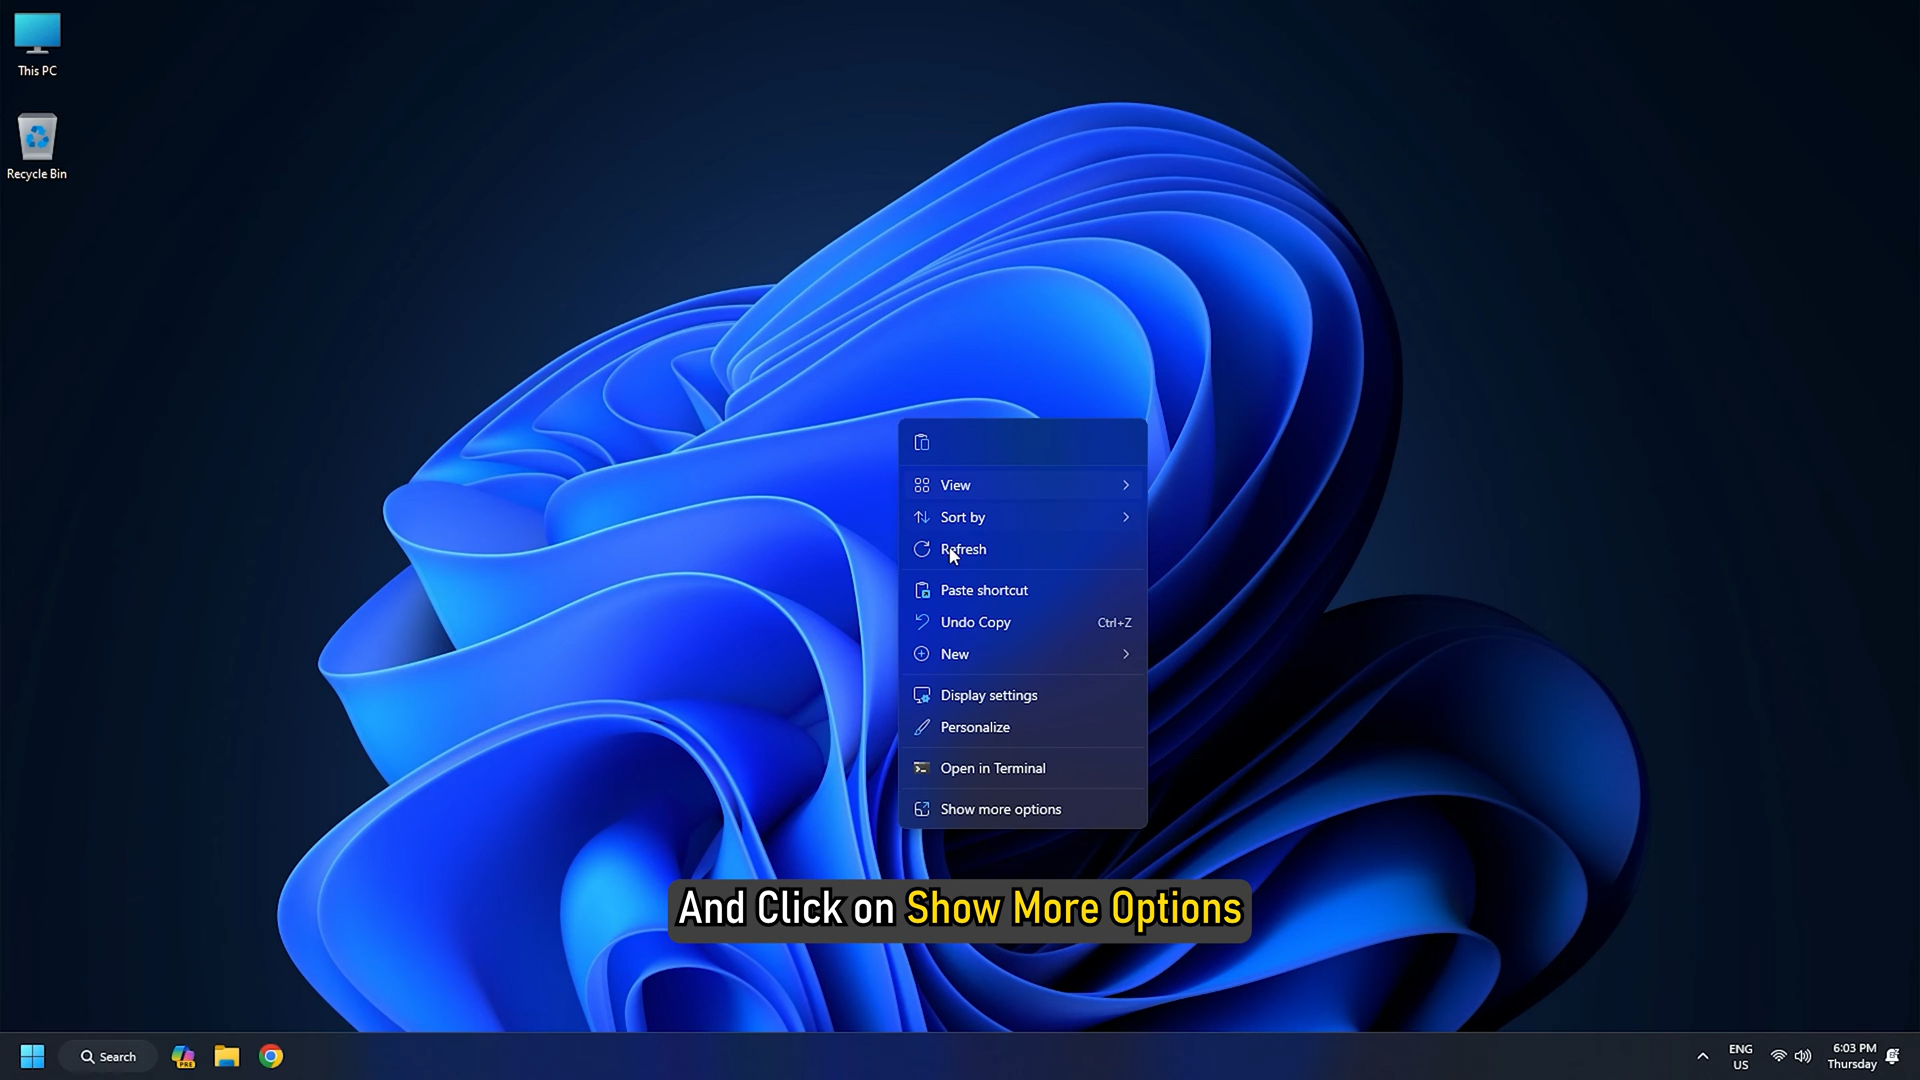 This PC
Recycle Bin
View
Sort by
Refresh
Paste shortcut
Undo Copy Ctrl+Z
New
Display settings
Personalize
Open in Terminal
Show more options
And Click on Show More Options
Search
PRE
ENG
US
6:03 PM
Thursday